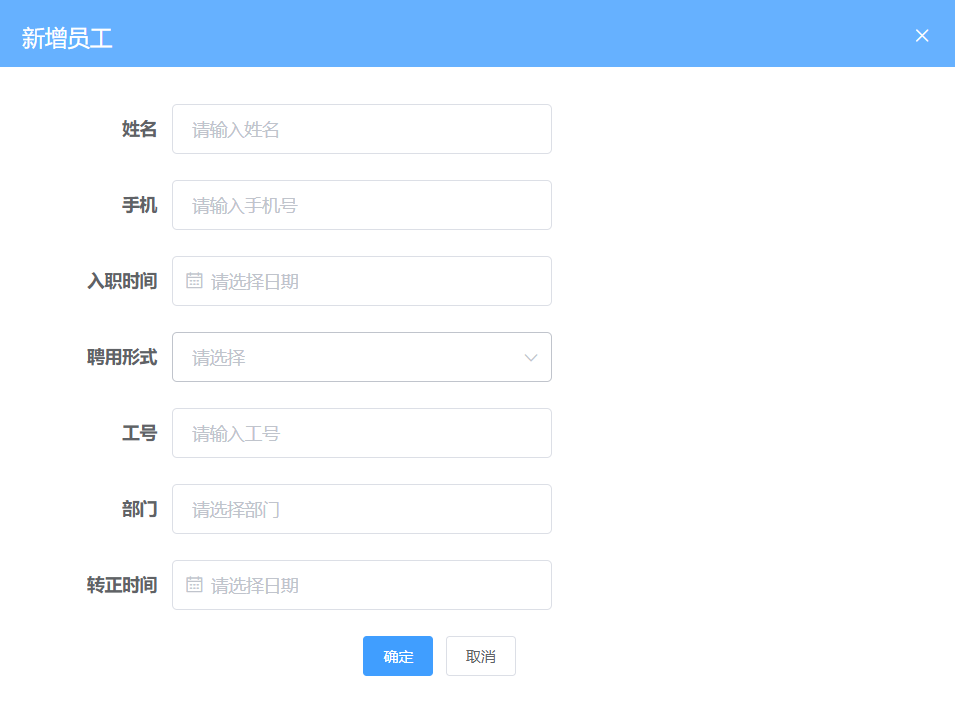 新增员工
姓名 请输入姓名
手机 请输入手机号
入职时间 请选择日期
聘用形式 请选择
工号 请输入工号
部门 请选择部门
转正时间 请选择日期
确定 取消